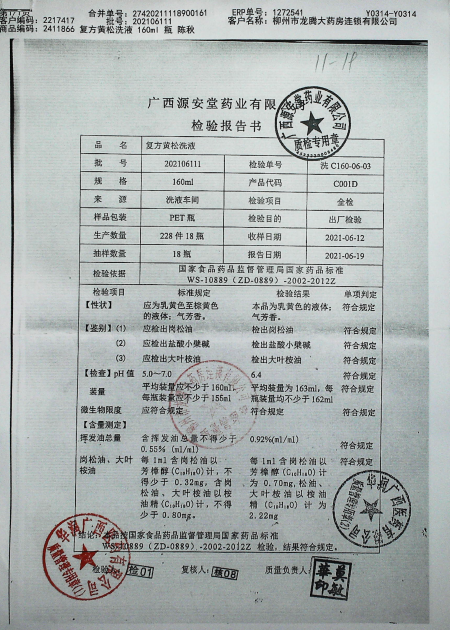 合并单号: 27420211118900161 ERP单号: 1272541 Y0314-Y0314
客户编码: 2217417 批号: 202106111 客户名称: 柳州市龙腾大药房连锁有限公司
商品编码: 2411866 复方黄松洗液 160ml 瓶 陈秋
11-18
广西源安堂药业有限公司
检验报告书
品 名 复方黄松洗液
批 号 202106111 检验单号 洗 C160-06-03
规 格 160ml 产品代码 C001D
来 源 洗液车间 检验项目 全检
样品包装 PET瓶 检验目的 出厂检验
生产数量 228 件 18 瓶 收样日期 2021-06-12
抽样数量 18 瓶 报告日期 2021-06-19
检验依据 国家食品药品监督管理局国家药品标准
WS-10889（ZD-0889）-2002-2012Z
检验项目 标准规定 检验结果 单项判定
【性状】 应为乳黄色至棕黄色 本品为乳黄色的液体; 符合规定
的液体; 气芳香。 气芳香。
【鉴别】(1) 应检出岗松油 检出岗松油 符合规定
(2) 应检出盐酸小檗碱 检出盐酸小檗碱 符合规定
(3) 应检出大叶桉油 检出大叶桉油 符合规定
【检查】pH 值 5.0～7.0 6.4 符合规定
装量 平均装量应不少于 160ml, 平均装量为 163ml, 每 符合规定
每瓶装量应不少于 155ml 瓶装量均不少于 162ml
微生物限度 应符合规定 符合规定 符合规定
【含量测定】
挥发油总量 含挥发油总量不得少于 0.92%(ml/ml) 符合规定
0.55%（ml/ml）
岗松油、大叶 每 1ml 含岗松油以 每 1ml 含岗松油以 符合规定
桉油 芳樟醇(C₁₀H₁₈O)计, 不 芳樟醇(C₁₀H₁₈O)计
得少于 0.32mg, 含岗 为 0.70mg, 松油、
松油、大叶桉油以桉油 大叶桉油以桉油
精（C₁₀H₁₈O）计, 不得 精(C₁₀H₁₈O) 计 为
少于 0.80mg。 2.22mg
结论: 本品按国家食品药品监督管理局国家药品标准
WS-10889（ZD-0889）-2002-2012Z 检验, 结果符合规定。
检01 复核人: 核08 质量负责人: 莫敏华印
质检专用章